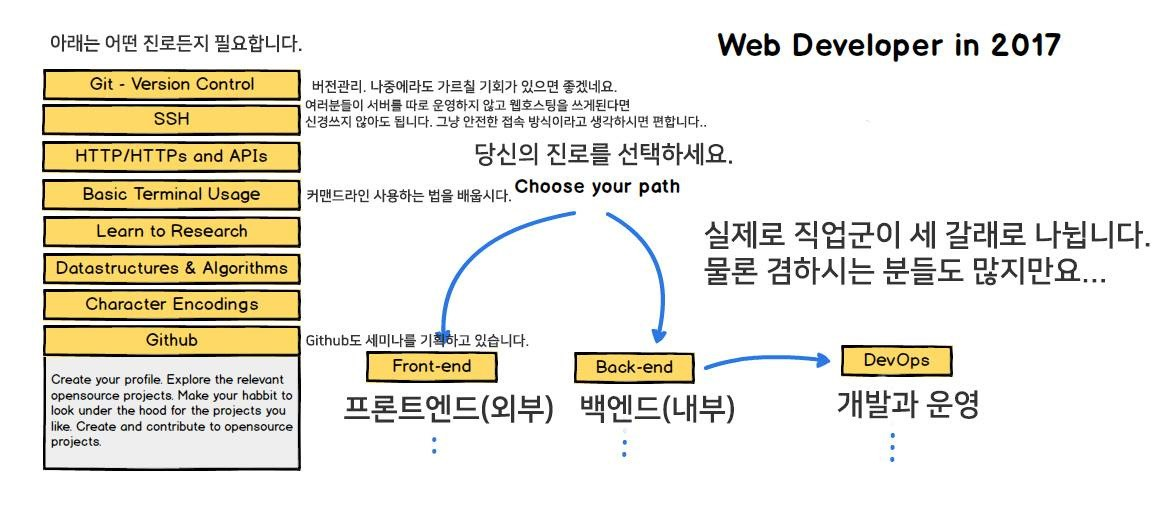 아래는 어떤 진로든지 필요합니다.
Web Developer in 2017
Git - Version Control
버전관리. 나중에라도 가르칠 기회가 있으면 좋겠네요.
SSH
여러분들이 서버를 따로 운영하지 않고 웹호스팅을 쓰게된다면
신경쓰지 않아도 됩니다. 그냥 안전한 접속 방식이라고 생각하시면 편합니다..
HTTP/HTTPs and APIs
당신의 진로를 선택하세요.
Basic Terminal Usage
커맨드라인 사용하는 법을 배웁시다.
Choose your path
Learn to Research
실제로 직업군이 세 갈래로 나뉩니다.
물론 겸하시는 분들도 많지만요...
Datastructures & Algorithms
Character Encodings
Github
Github도 세미나를 기획하고 있습니다.
Create your profile. Explore the relevant
opensource projects. Make your habbit to
look under the hood for the projects you
like. Create and contribute to opensource
projects.
Front-end
프론트엔드(외부)
Back-end
백엔드(내부)
DevOps
개발과 운영